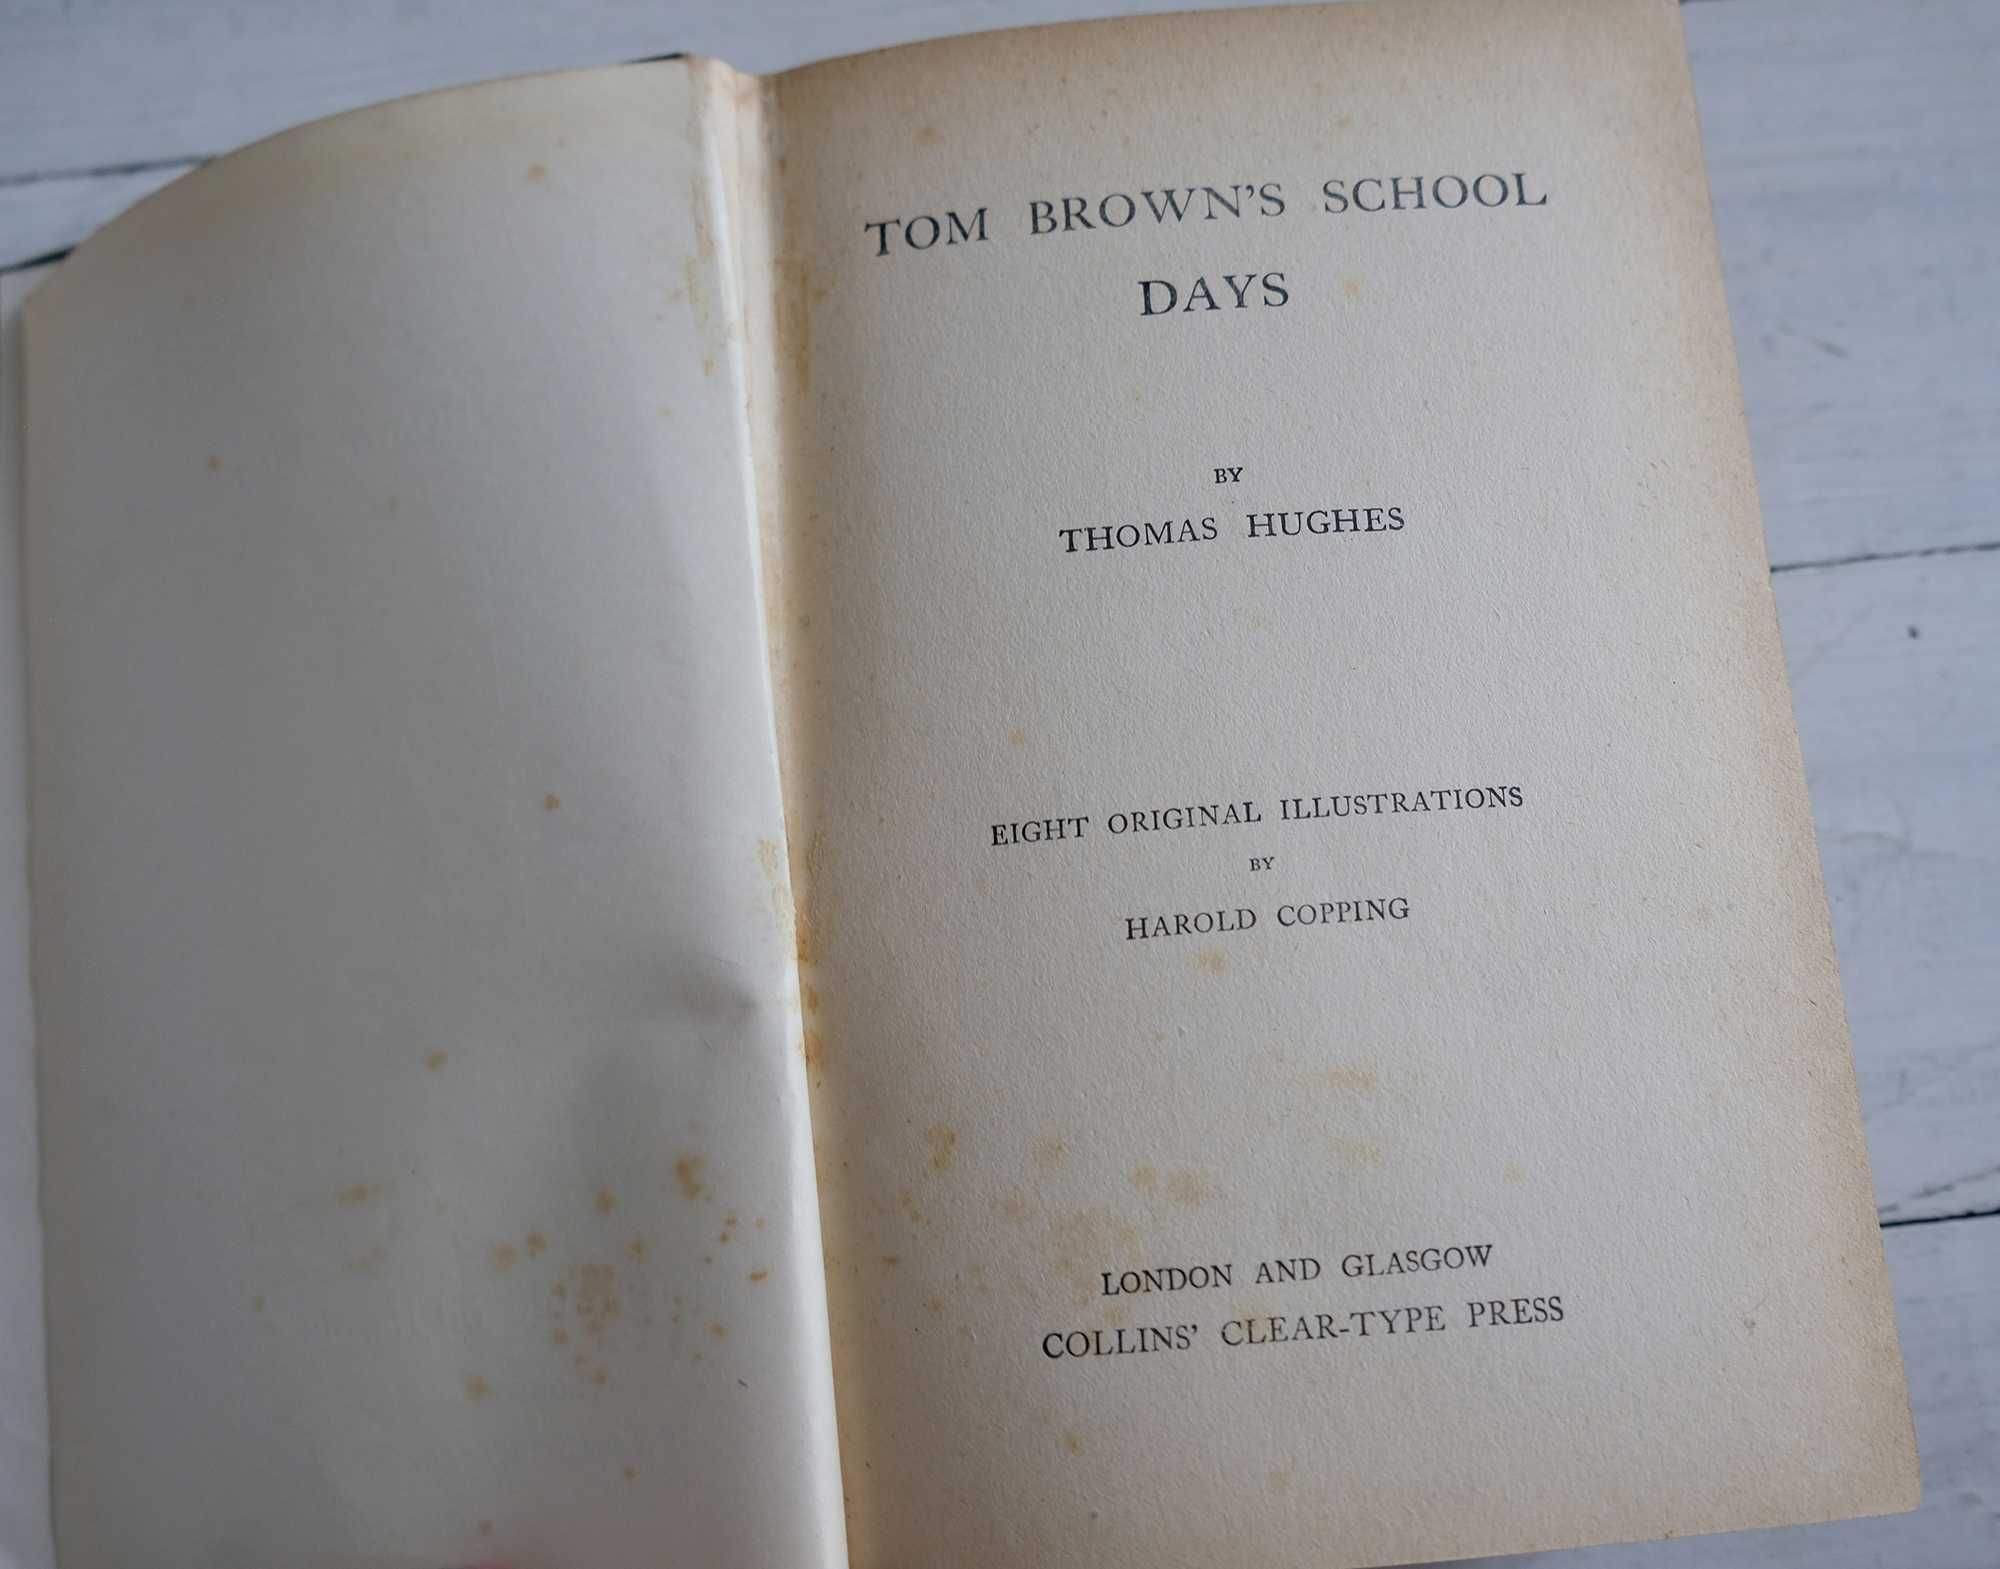 TOM BROWN'S SCHOOL
DAYS
BY
THOMAS HUGHES
EIGHT ORIGINAL ILLUSTRATIONS
BY
HAROLD COPPING
LONDON AND GLASGOW
COLLINS' CLEAR-TYPE PRESS